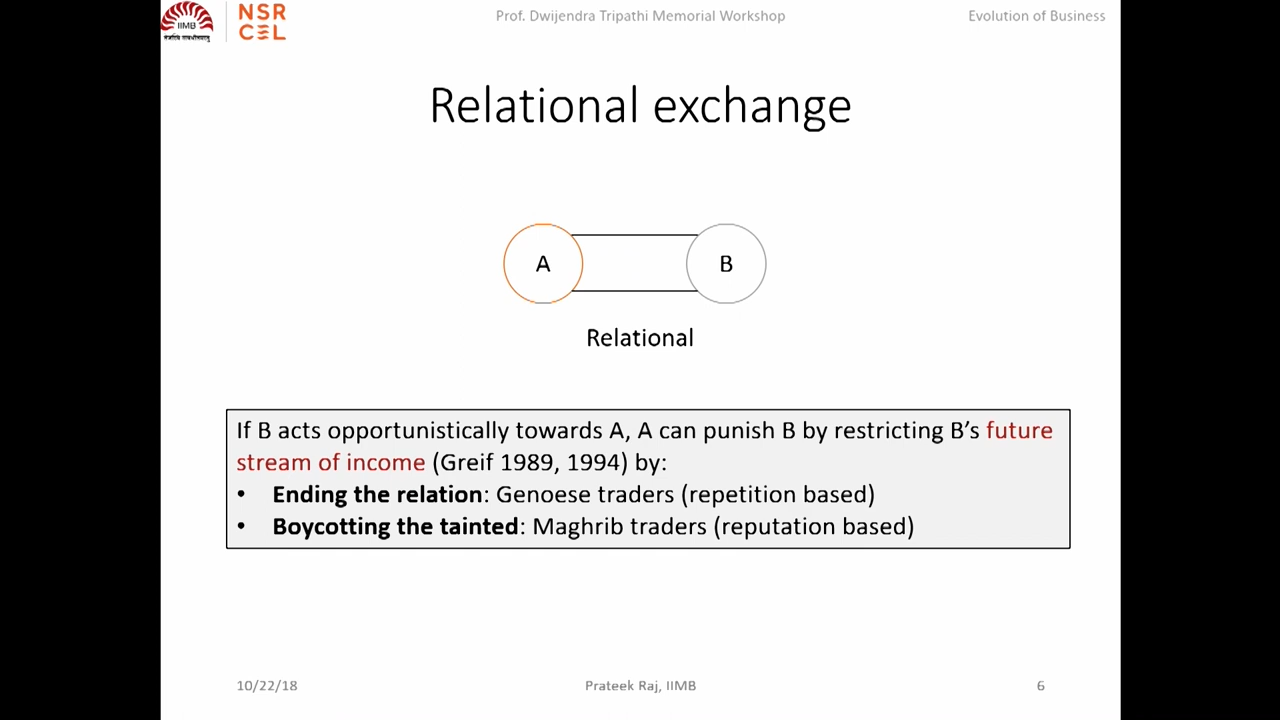 IIMB
NSR
CEL
Prof. Dwijendra Tripathi Memorial Workshop
Evolution of Business
Relational exchange
A
B
Relational
If B acts opportunistically towards A, A can punish B by restricting B’s future
stream of income (Greif 1989, 1994) by:
• Ending the relation: Genoese traders (repetition based)
• Boycotting the tainted: Maghrib traders (reputation based)
10/22/18
Prateek Raj, IIMB
6